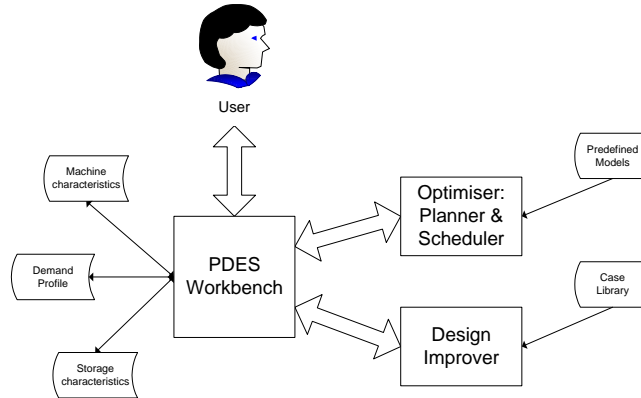 User
Machine
characteristics
Demand
Profile
Storage
characteristics
PDES
Workbench
Optimiser:
Planner &
Scheduler
Design
Improver
Predefined
Models
Case
Library